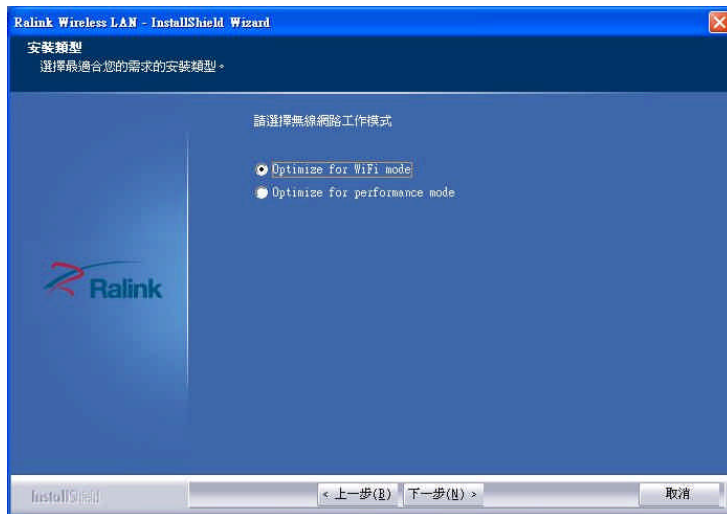 Ralink Wireless LAN - InstallShield Wizard
安裝類型
選擇最適合您的需求的安裝類型。
請選擇無線網路工作模式
Optimize for WiFi mode
Optimize for performance mode
Ralink
InstallShield
< 上一步(B)
下一步(N) >
取消